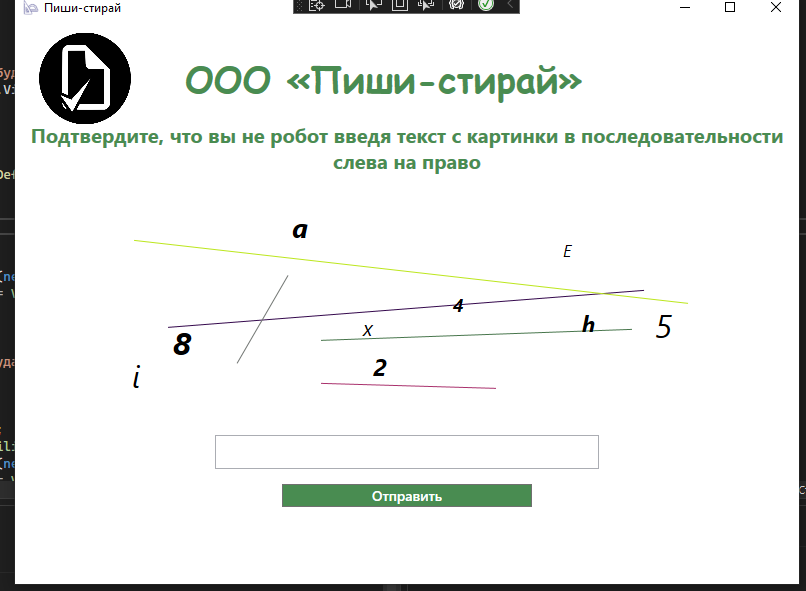 Пиши-стирай
ООО «Пиши-стирай»
Подтвердите, что вы не робот введя текст с картинки в последовательности
слева на право
a
E
4
x
h
5
8
2
i
Отправить